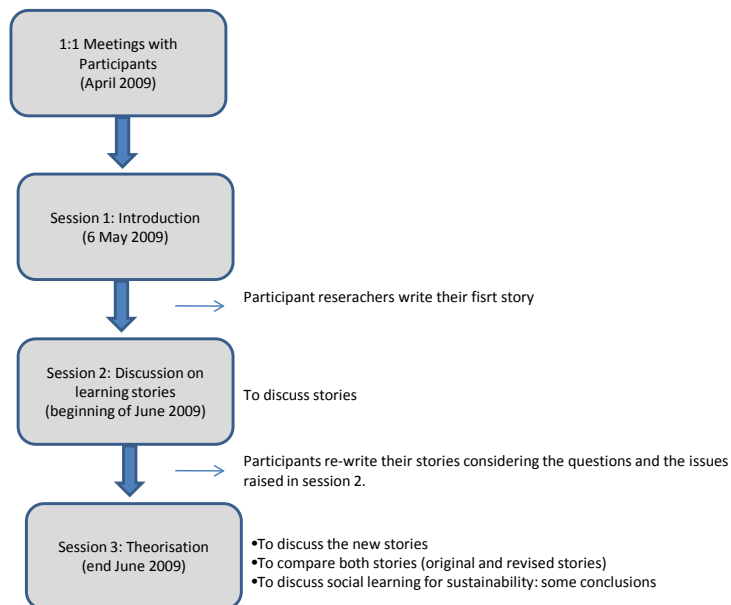 1:1 Meetings with
Participants
(April 2009)
Session 1: Introduction
(6 May 2009)
Participant reserachers write their fisrt story
Session 2: Discussion on
learning stories
(beginning of June 2009)
To discuss stories
Participants re-write their stories considering the questions and the issues
raised in session 2.
Session 3: Theorisation
(end June 2009)
•To discuss the new stories
•To compare both stories (original and revised stories)
•To discuss social learning for sustainability: some conclusions